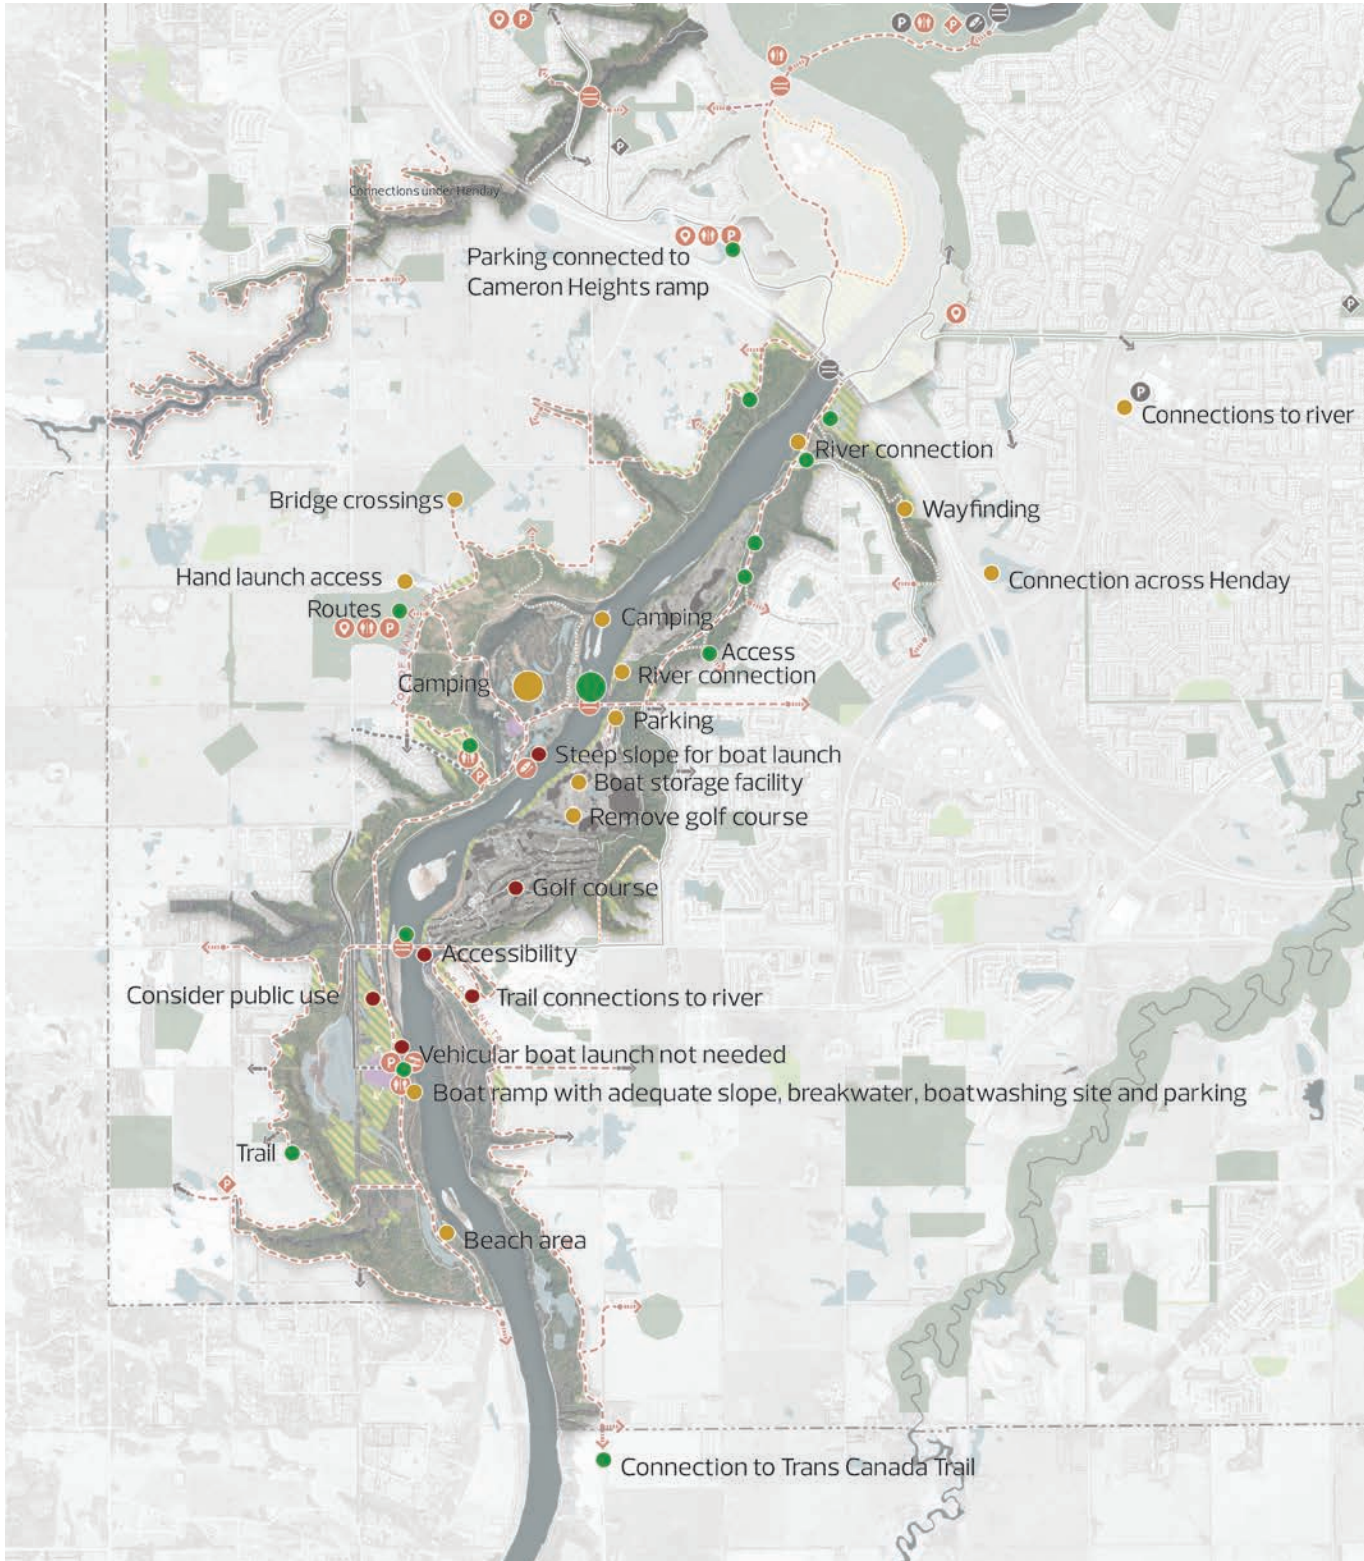 Connections under Henday
Parking connected to
Cameron Heights ramp
Connections to river
River connection
Bridge crossings
Wayfinding
Hand launch access
Connection across Henday
Routes
Camping
Access
River connection
Camping
Parking
Steep slope for boat launch
Boat storage facility
Remove golf course
Golf course
Accessibility
Consider public use
Trail connections to river
Vehicular boat launch not needed
Boat ramp with adequate slope, breakwater, boatwashing site and parking
Trail
Beach area
Connection to Trans Canada Trail
P
P
P
P
P
P
P
P
P
P
P
P